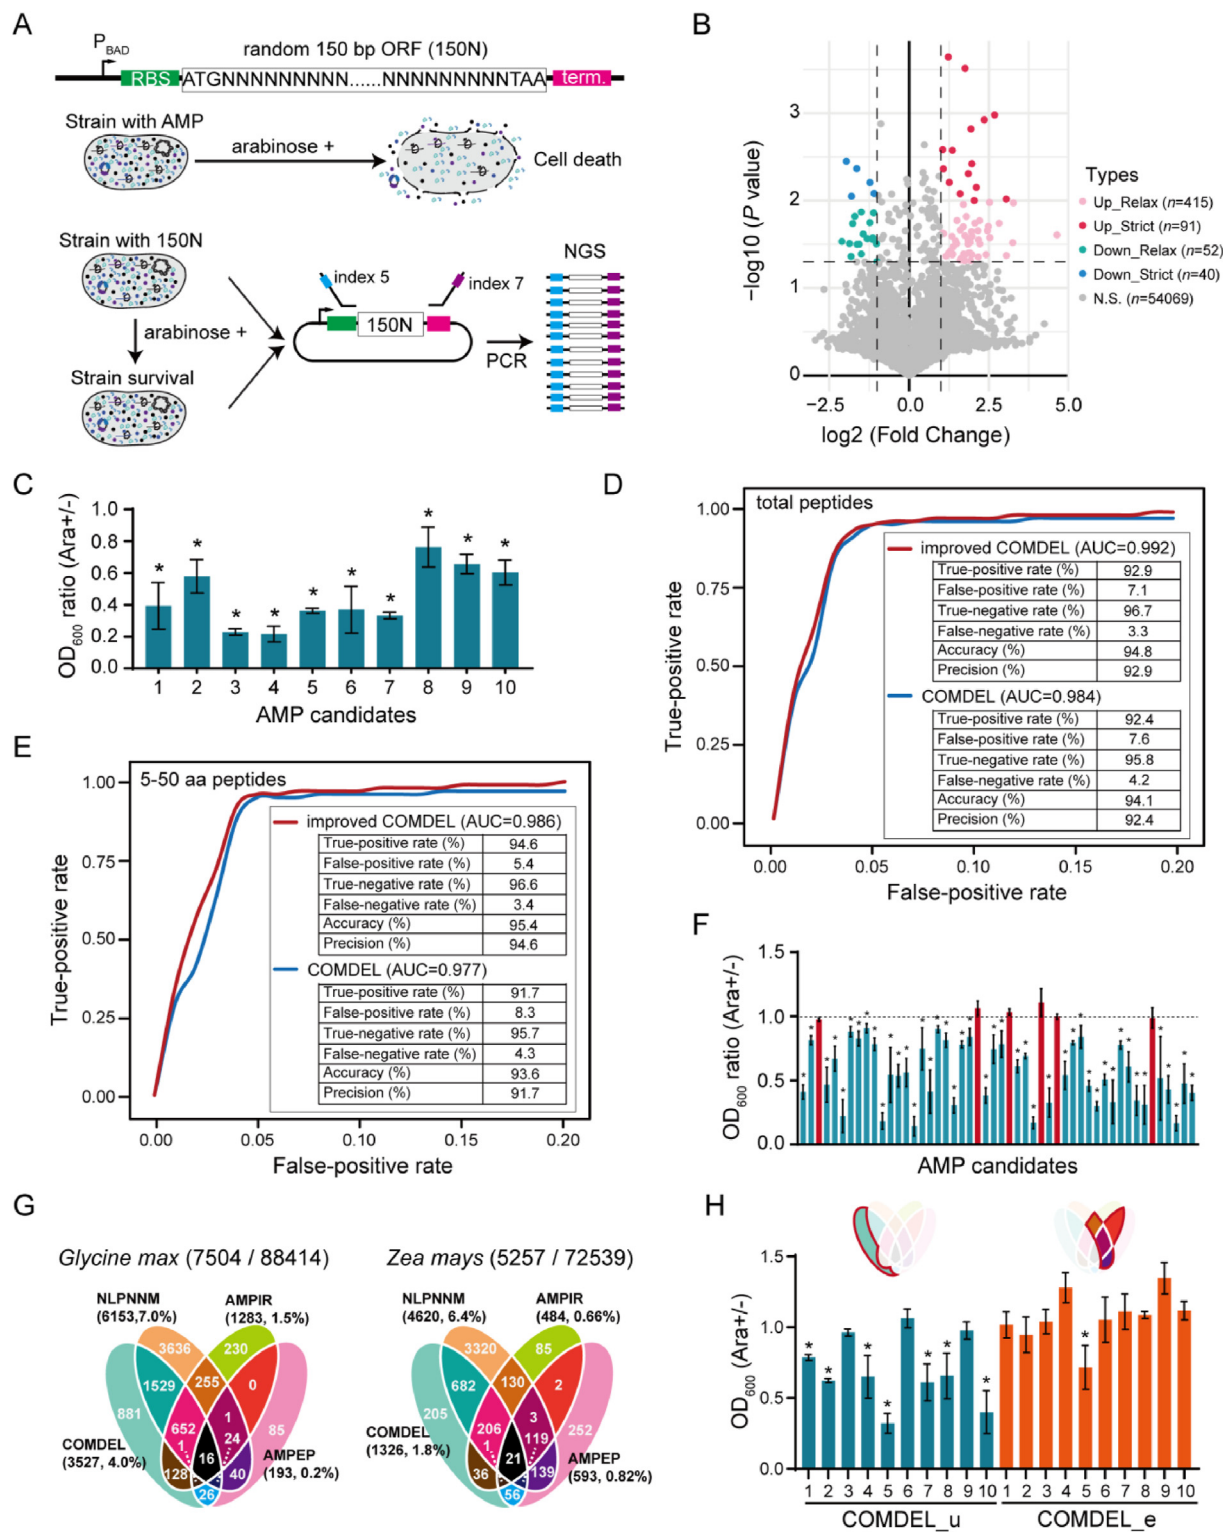 A
P_BAD
random 150 bp ORF (150N)
RBS
ATGNNNNNNNNN......NNNNNNNNNTAA
term.
Strain with AMP
arabinose +
Cell death
Strain with 150N
arabinose +
Strain survival
index 5
index 7
150N
PCR
NGS
B
−log10 (P value)
3
2
1
0
−2.5
0.0
2.5
5.0
log2 (Fold Change)
Types
Up_Relax (n=415)
Up_Strict (n=91)
Down_Relax (n=52)
Down_Strict (n=40)
N.S. (n=54069)
C
OD600 ratio (Ara+/-)
1.0
0.8
0.6
0.4
0.2
0.0
* * * * * * * * * *
1 2 3 4 5 6 7 8 9 10
AMP candidates
D
total peptides
True-positive rate
1.00
0.75
0.50
0.25
0.00
improved COMDEL (AUC=0.992)
True-positive rate (%) 92.9
False-positive rate (%) 7.1
True-negative rate (%) 96.7
False-negative rate (%) 3.3
Accuracy (%) 94.8
Precision (%) 92.9
COMDEL (AUC=0.984)
True-positive rate (%) 92.4
False-positive rate (%) 7.6
True-negative rate (%) 95.8
False-negative rate (%) 4.2
Accuracy (%) 94.1
Precision (%) 92.4
0.00 0.05 0.10 0.15 0.20
False-positive rate
E
5-50 aa peptides
True-positive rate
1.00
0.75
0.50
0.25
0.00
improved COMDEL (AUC=0.986)
True-positive rate (%) 94.6
False-positive rate (%) 5.4
True-negative rate (%) 96.6
False-negative rate (%) 3.4
Accuracy (%) 95.4
Precision (%) 94.6
COMDEL (AUC=0.977)
True-positive rate (%) 91.7
False-positive rate (%) 8.3
True-negative rate (%) 95.7
False-negative rate (%) 4.3
Accuracy (%) 93.6
Precision (%) 91.7
0.00 0.05 0.10 0.15 0.20
False-positive rate
F
OD600 ratio (Ara+/-)
1.5
1.0
0.5
0.0
AMP candidates
G
Glycine max (7504 / 88414)
NLPNNM
(6153,7.0%)
AMPIR
(1283, 1.5%)
3636
230
1529
255
0
881
1
85
652
24
1
16
COMDEL
(3527, 4.0%)
AMPEP
(193, 0.2%)
128
40
26
Zea mays (5257 / 72539)
NLPNNM
(4620, 6.4%)
AMPIR
(484, 0.66%)
3320
85
682
130
2
205
3
252
206
119
1
21
COMDEL
(1326, 1.8%)
AMPEP
(593, 0.82%)
36
139
56
H
OD600 ratio (Ara+/-)
1.5
1.0
0.5
0.0
* * * * * * * *
1 2 3 4 5 6 7 8 9 10 1 2 3 4 5 6 7 8 9 10
COMDEL_u
COMDEL_e